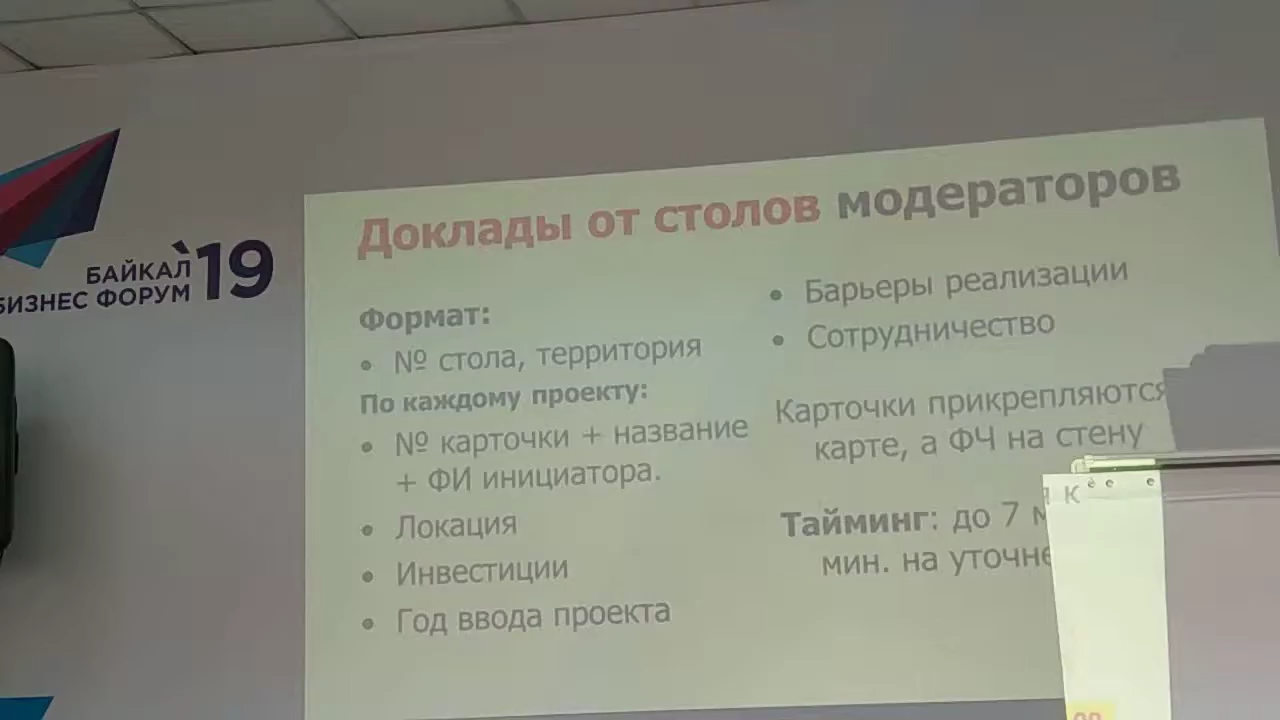 БАЙКАЛ
БИЗНЕС ФОРУМ
`19
Доклады от столов модераторов
Формат:
• № стола, территория
По каждому проекту:
• № карточки + название
+ ФИ инициатора.
• Локация
• Инвестиции
• Год ввода проекта
• Барьеры реализации
• Сотрудничество
Карточки прикрепляются
к
карте, а ФЧ на стену
Тайминг: до 7
мин. на